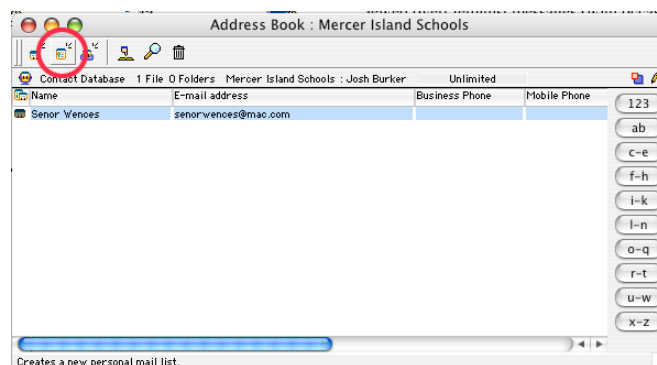 Address Book : Mercer Island Schools
Contact Database 1 File 0 Folders Mercer Island Schools : Josh Burker Unlimited
Name E-mail address Business Phone Mobile Phone
Senor Wences senorwences@mac.com
123
ab
c-e
f-h
i-k
l-n
o-q
r-t
u-w
x-z
Creates a new personal mail list.